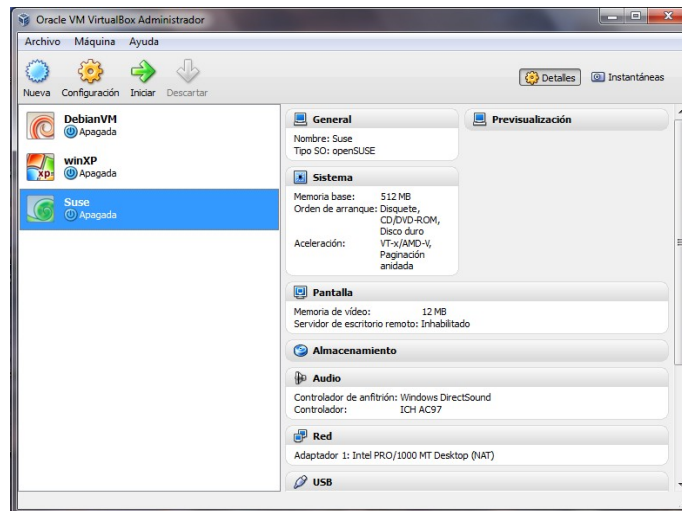 Oracle VM VirtualBox Administrador
Archivo Máquina Ayuda
Nueva Configuración Iniciar Descartar
Detalles Instantáneas
DebianVM
Apagada
winXP
Apagada
Suse
Apagada
General
Nombre: Suse
Tipo SO: openSUSE
Previsualización
Sistema
Memoria base: 512 MB
Orden de arranque: Disquete,
CD/DVD-ROM,
Disco duro
Aceleración: VT-x/AMD-V,
Paginación
anidada
Pantalla
Memoria de vídeo: 12 MB
Servidor de escritorio remoto: Inhabilitado
Almacenamiento
Audio
Controlador de anfitrión: Windows DirectSound
Controlador: ICH AC97
Red
Adaptador 1: Intel PRO/1000 MT Desktop (NAT)
USB